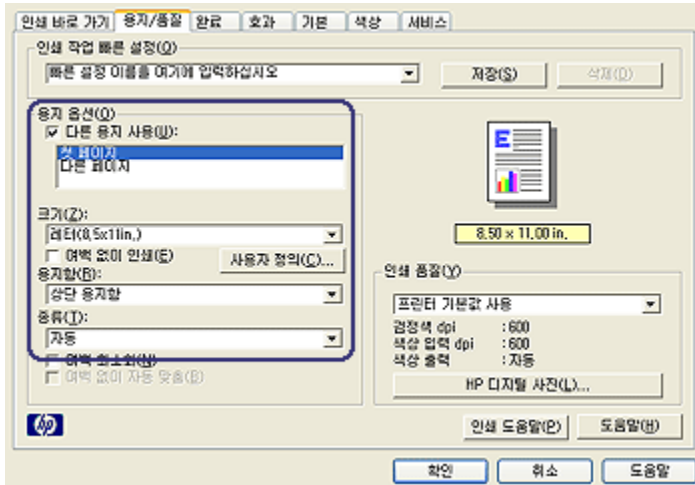 인쇄 바로 가기 용지/품질 완료 효과 기본 색상 서비스
인쇄 작업 빠른 설정(O)
빠른 설정 이름을 여기에 입력하십시오
저장(S) 삭제(D)
용지 옵션(O)
다른 용지 사용(U):
첫 페이지
다른 페이지
크기(Z):
레터(8,5x11in,)
여백 없이 인쇄(E) 사용자 정의(C)...
용지함(R):
상단 용지함
종류(T):
자동
여백 최소화(N)
여백 없이 자동 맞춤(B)
E
8.50 × 11.00 in.
인쇄 품질(Y)
프린터 기본값 사용
검정색 dpi : 600
색상 입력 dpi : 600
색상 출력 : 자동
HP 디지털 사진(L)...
hp
인쇄 도움말(P) 도움말(H)
확인 취소 도움말